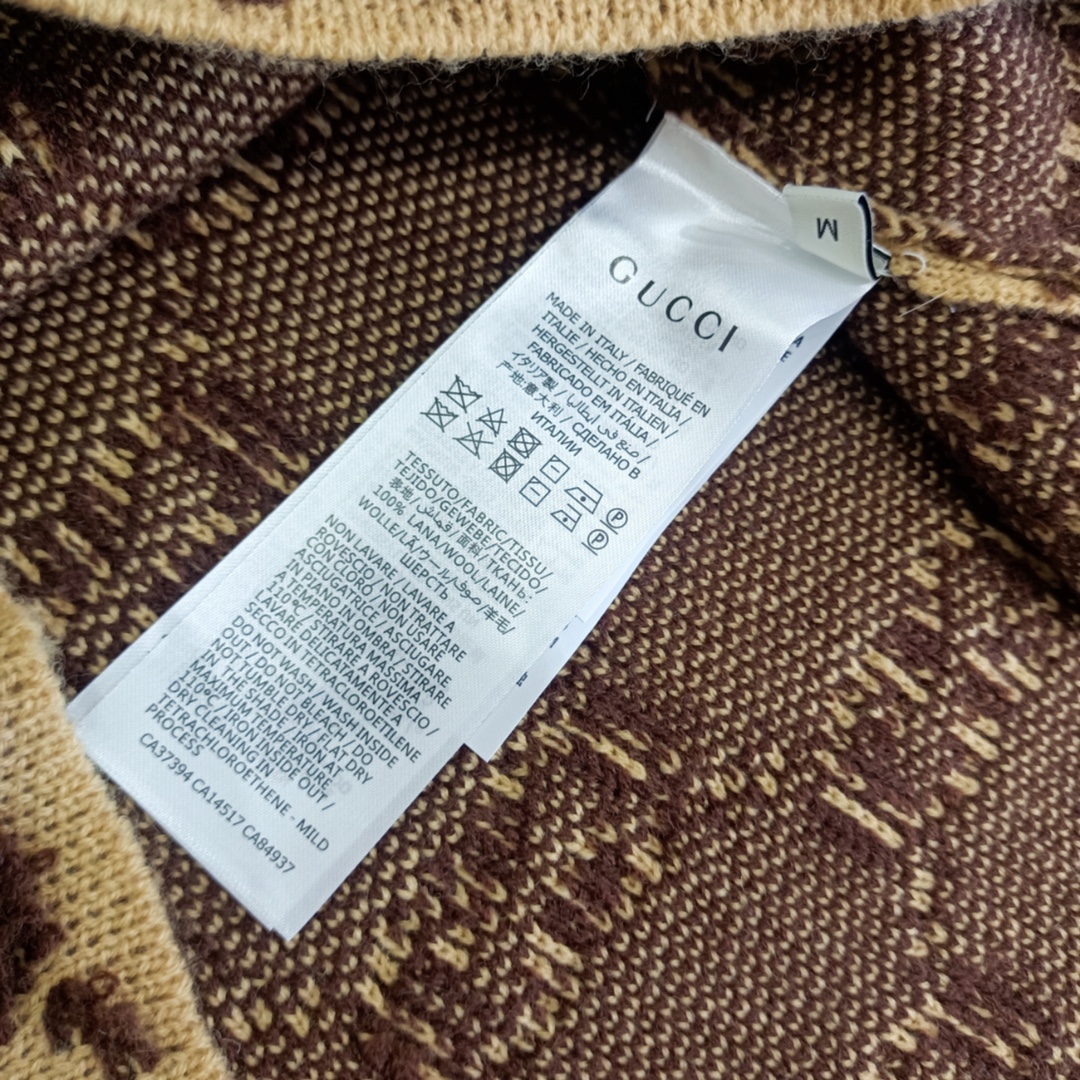 M
GUCCI
MADE IN ITALY / FABRIQUÉ EN
ITALIE / HECHO EN ITALIA /
HERGESTELLT IN ITALIEN /
FABRICADO EM ITÁLIA /
イタリア製 / صنع في ايطاليا /
产地:意大利 / СДЕЛАНО В
ИТАЛИИ
P
P
TESSUTO/FABRIC/TISSU/
TEJIDO/GEWEBE/TECIDO/
表地/قماش/面料/ТКАНЬ:
100% LANA/WOOL/LAINE/
WOLLE/LÃ/ウール/صوف/羊毛/
ШЕРСТЬ
NON LAVARE / LAVARE A
ROVESCIO / NON TRATTARE
CON CLORO / NON USARE
ASCIUGATRICE / ASCIUGARE
IN PIANO IN OMBRA / STIRARE
A TEMPERATURA MASSIMA
110°C / STIRARE A ROVESCIO /
LAVARE DELICATAMENTE A
SECCO IN TETRACLOROETILENE
DO NOT WASH / WASH INSIDE
OUT / DO NOT BLEACH / DO
NOT TUMBLE DRY / FLAT DRY
IN THE SHADE / IRON AT
MAXIMUM TEMPERATURE
110°C / IRON INSIDE OUT /
DRY CLEANING IN
TETRACHLOROETHENE - MILD
PROCESS
CA37394 CA14517 CA84937